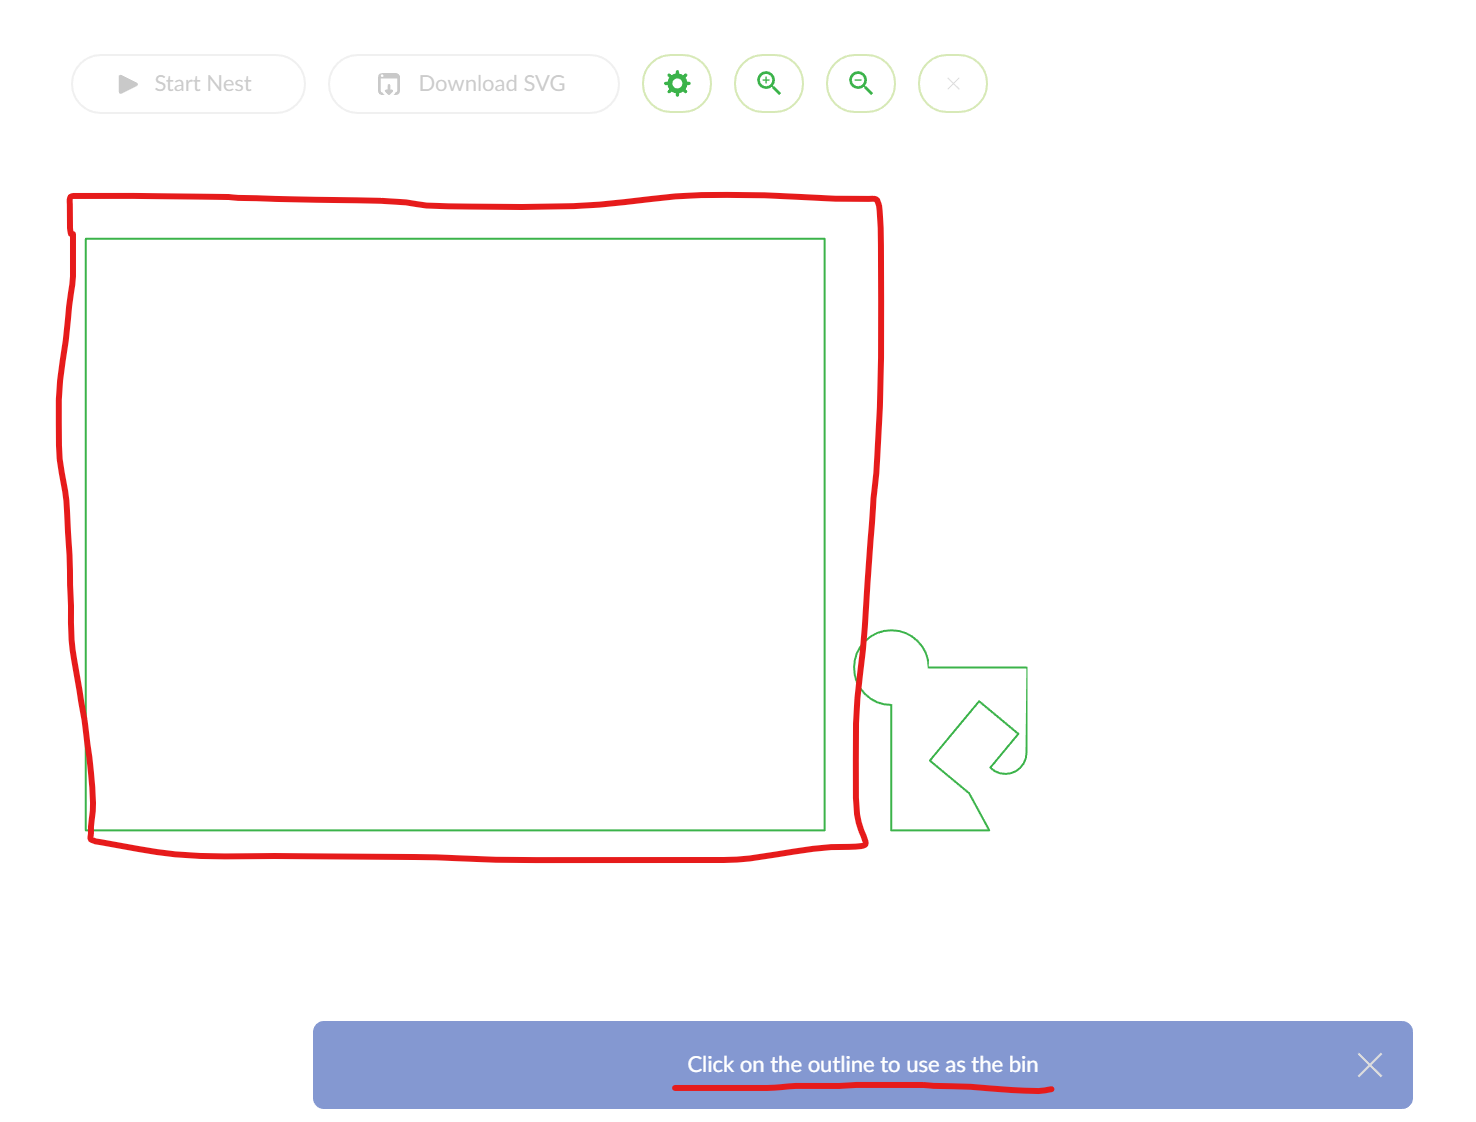 Start Nest
Download SVG
Click on the outline to use as the bin